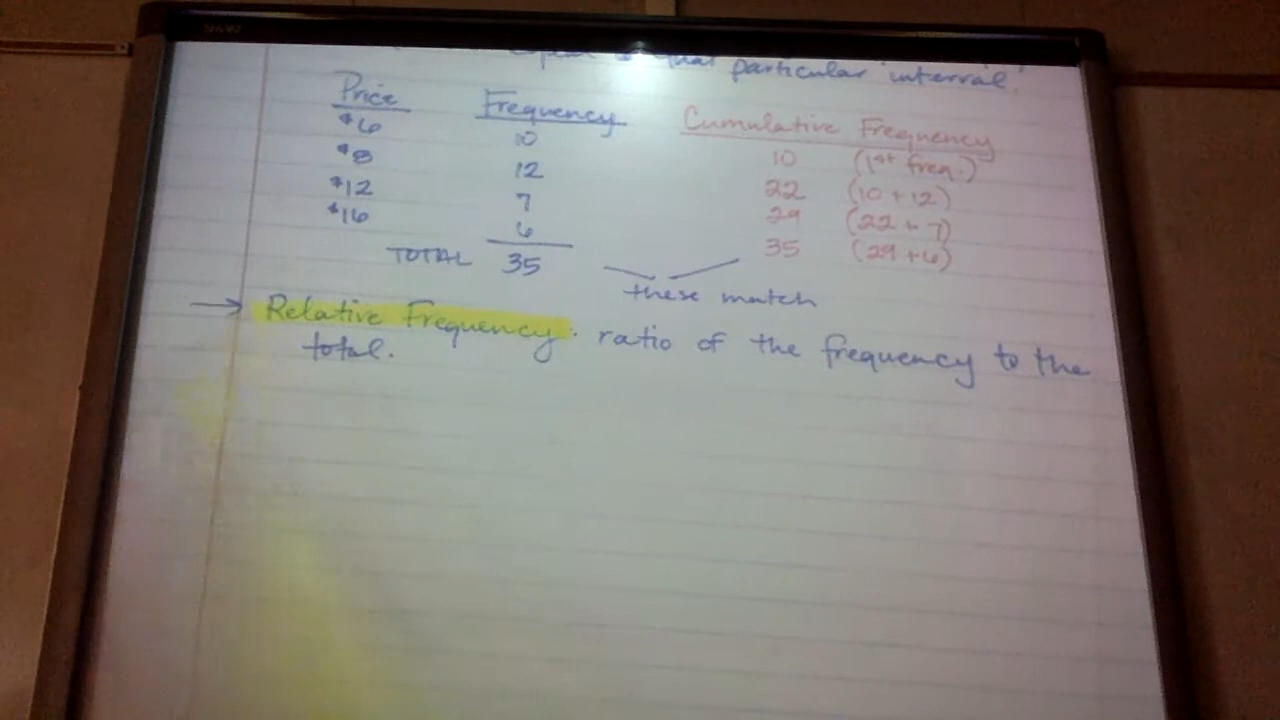 particular interval.
Price Frequency Cumulative Frequency
$6 10 10 (1st freq.)
$8 12 22 (10 + 12)
$12 7 29 (22 + 7)
$16 6 35 (29 + 6)
TOTAL 35
these match
→ Relative Frequency: ratio of the frequency to the
total.